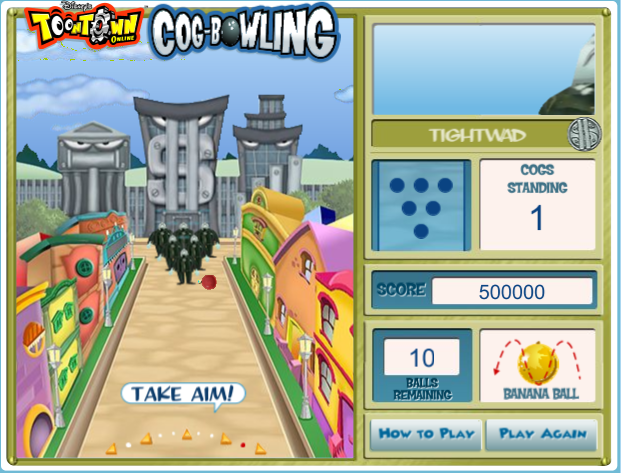 Disney's
TOONTOWN
ONLINE
COG-BOWLING
TIGHTWAD
COGS
STANDING
1
SCORE 500000
10
BALLS
REMAINING
BANANA BALL
TAKE AIM!
HOW TO PLAY
PLAY AGAIN